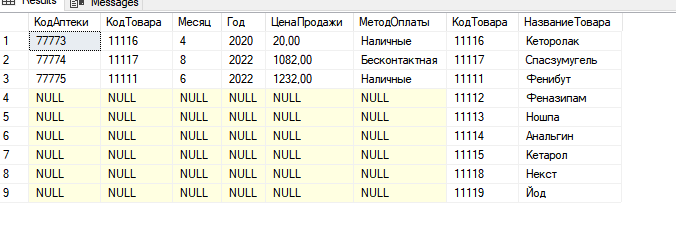 Results Messages
КодАптеки КодТовара Месяц Год ЦенаПродажи МетодОплаты КодТовара НазваниеТовара
1 77773 11116 4 2020 20,00 Наличные 11116 Кеторолак
2 77774 11117 8 2022 1082,00 Бесконтактная 11117 Спасзумугель
3 77775 11111 6 2022 1232,00 Наличные 11111 Фенибут
4 NULL NULL NULL NULL NULL NULL 11112 Феназипам
5 NULL NULL NULL NULL NULL NULL 11113 Ношпа
6 NULL NULL NULL NULL NULL NULL 11114 Анальгин
7 NULL NULL NULL NULL NULL NULL 11115 Кетарол
8 NULL NULL NULL NULL NULL NULL 11118 Некст
9 NULL NULL NULL NULL NULL NULL 11119 Йод